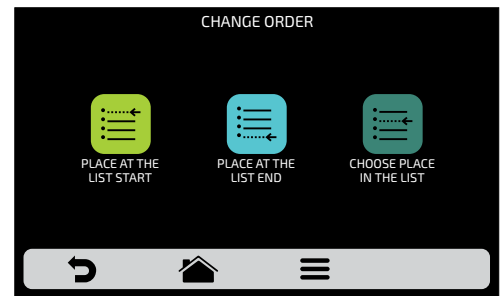 CHANGE ORDER
PLACE AT THE
LIST START
PLACE AT THE
LIST END
CHOOSE PLACE
IN THE LIST